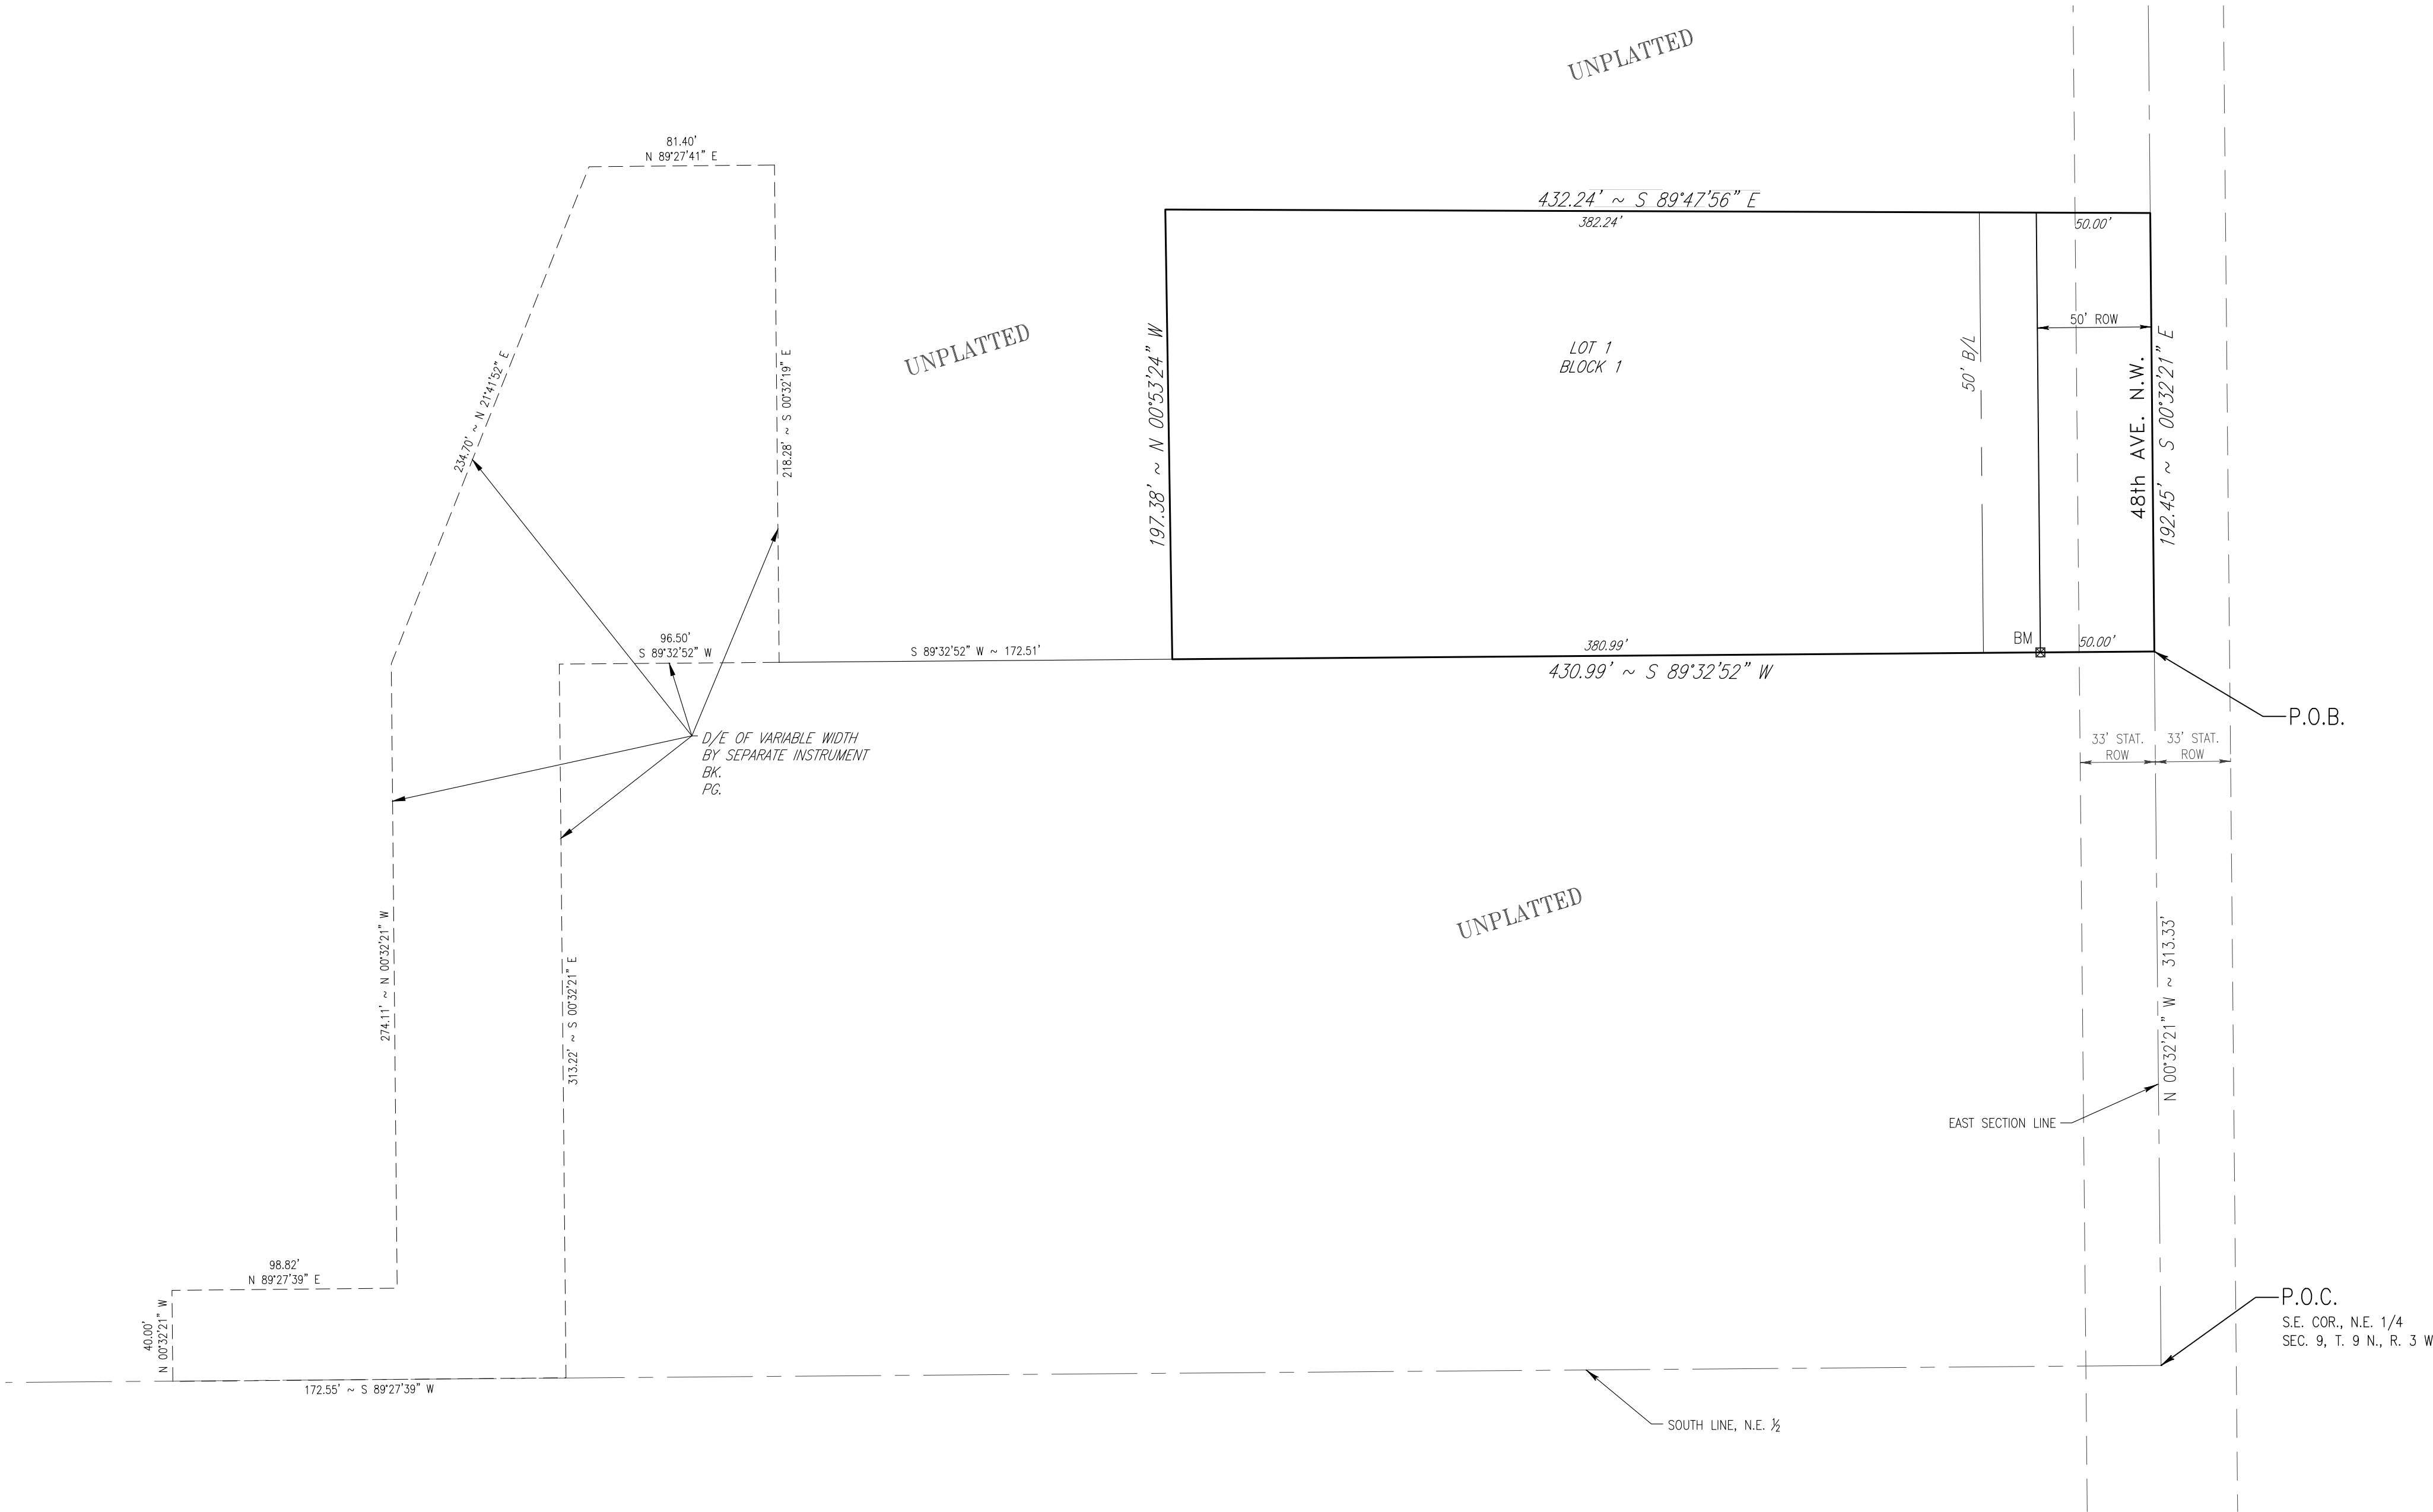 UNPLATTED
81.40'
N 89°27'41" E
432.24' ~ S 89°47'56" E
382.24'
50.00'
234.70' ~ N 21°41'52" E
218.28' ~ S 00°32'19" E
UNPLATTED
197.38' ~ N 00°53'24" W
LOT 1
BLOCK 1
50' B/L
50' ROW
48th AVE. N.W.
192.45' ~ S 00°32'21" E
96.50'
S 89°32'52" W
S 89°32'52" W ~ 172.51'
380.99'
430.99' ~ S 89°32'52" W
BM
50.00'
P.O.B.
D/E OF VARIABLE WIDTH
BY SEPARATE INSTRUMENT
BK.
PG.
33' STAT.
ROW
33' STAT.
ROW
UNPLATTED
274.11' ~ N 00°32'21" W
313.22' ~ S 00°32'21" E
N 00°32'21" W ~ 313.33'
EAST SECTION LINE
98.82'
N 89°27'39" E
40.00'
N 00°32'21" W
172.55' ~ S 89°27'39" W
P.O.C.
S.E. COR., N.E. 1/4
SEC. 9, T. 9 N., R. 3 W
SOUTH LINE, N.E. ½